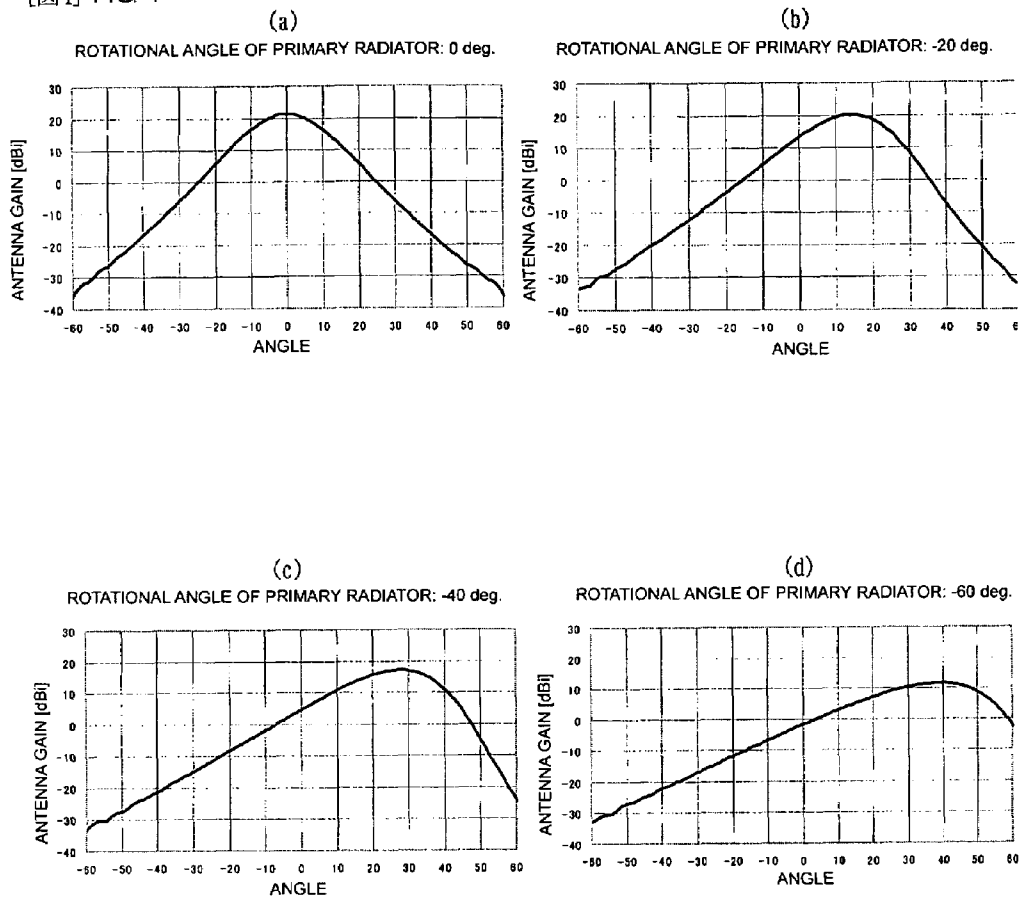 (a)
ROTATIONAL ANGLE OF PRIMARY RADIATOR: 0 deg.
30
20
10
0
-10
-20
-30
-40
ANTENNA GAIN [dBi]
-60 -50 -40 -30 -20 -10 0 10 20 30 40 50 60
ANGLE
(b)
ROTATIONAL ANGLE OF PRIMARY RADIATOR: -20 deg.
30
20
10
0
-10
-20
-30
-40
ANTENNA GAIN [dBi]
-60 -50 -40 -30 -20 -10 0 10 20 30 40 50
ANGLE
(c)
ROTATIONAL ANGLE OF PRIMARY RADIATOR: -40 deg.
30
20
10
0
-10
-20
-30
-40
ANTENNA GAIN [dBi]
-60 -50 -40 -30 -20 -10 0 10 20 30 40 50 60
ANGLE
(d)
ROTATIONAL ANGLE OF PRIMARY RADIATOR: -60 deg.
30
20
10
0
-10
-20
-30
-40
ANTENNA GAIN [dBi]
-60 -50 -40 -30 -20 -10 0 10 20 30 40 50 60
ANGLE